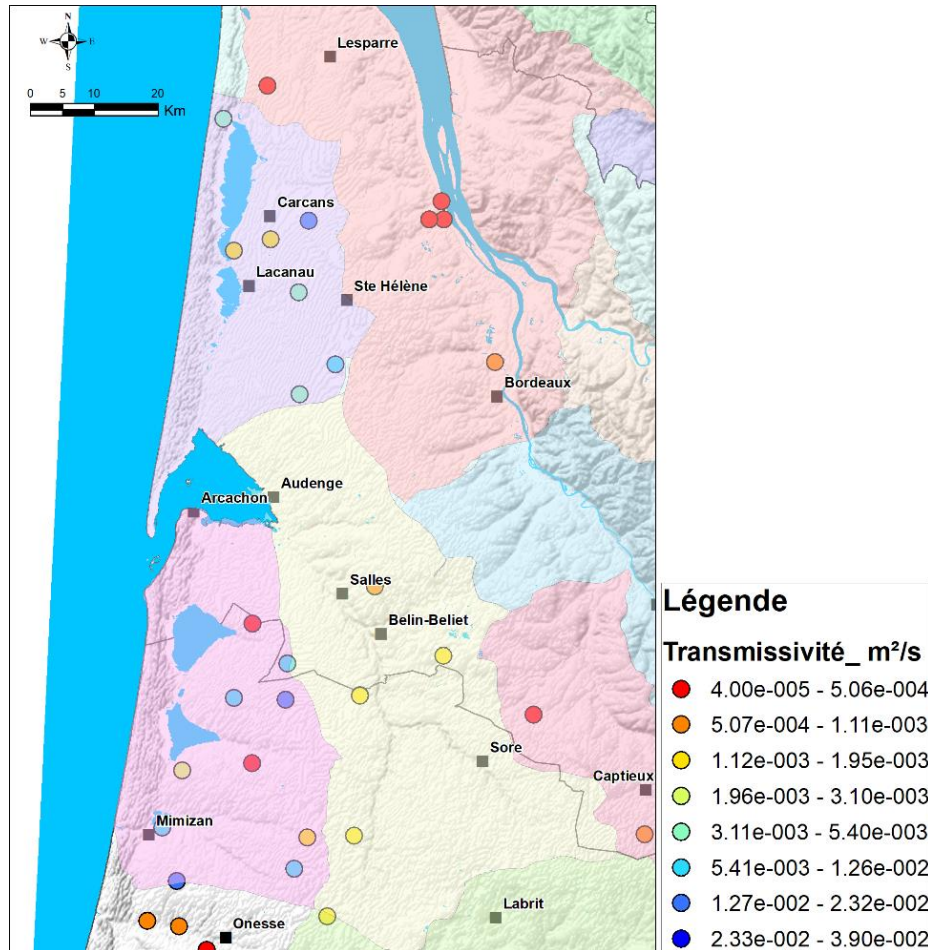 N
W E
S
0 5 10 20
Km
Lesparre
Carcans
Lacanau
Ste Hélène
Bordeaux
Audenge
Arcachon
Salles
Belin-Beliet
Sore
Captieux
Mimizan
Labrit
Onesse
Légende
Transmissivité_ m²/s
4.00e-005 - 5.06e-004
5.07e-004 - 1.11e-003
1.12e-003 - 1.95e-003
1.96e-003 - 3.10e-003
3.11e-003 - 5.40e-003
5.41e-003 - 1.26e-002
1.27e-002 - 2.32e-002
2.33e-002 - 3.90e-002